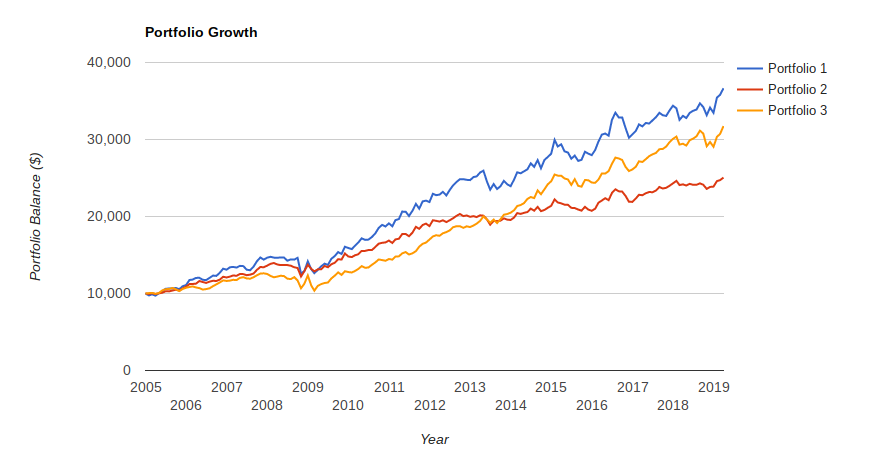 Portfolio Growth
40,000
30,000
20,000
10,000
0
Portfolio Balance ($)
Portfolio 1
Portfolio 2
Portfolio 3
2005 2007 2009 2011 2013 2015 2017 2019
2006 2008 2010 2012 2014 2016 2018
Year